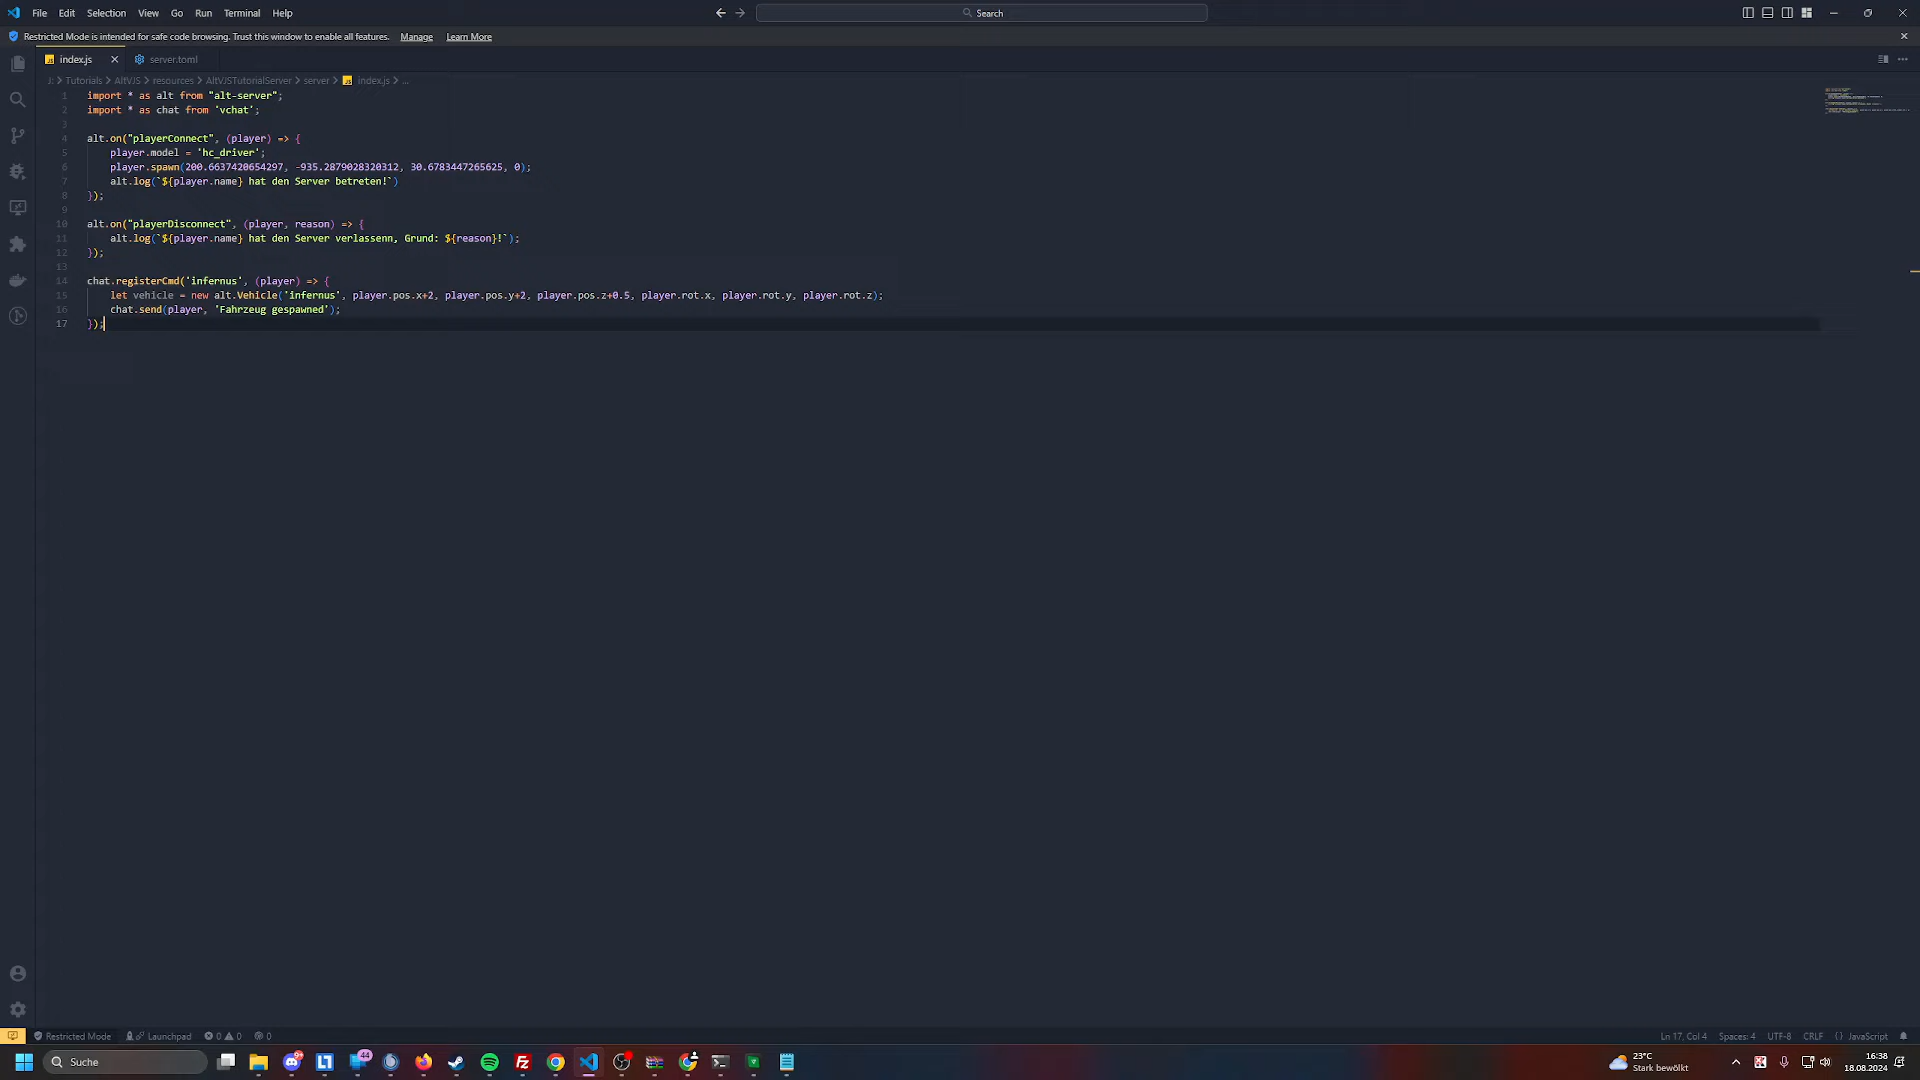 File Edit Selection View Go Run Terminal Help
Search
Restricted Mode is intended for safe code browsing. Trust this window to enable all features. Manage Learn More
index.js server.toml
J: > Tutorials > AltVJS > resources > AltVJSTutorialServer > server > index.js > ...
1 import * as alt from "alt-server";
2 import * as chat from 'vchat';
3
4 alt.on("playerConnect", (player) => {
5 player.model = 'hc_driver';
6 player.spawn(200.6637420654297, -935.2879028320312, 30.6783447265625, 0);
7 alt.log(`${player.name} hat den Server betreten!`)
8 });
9
10 alt.on("playerDisconnect", (player, reason) => {
11 alt.log(`${player.name} hat den Server verlassenn, Grund: ${reason}!`);
12 });
13
14 chat.registerCmd('infernus', (player) => {
15 let vehicle = new alt.Vehicle('infernus', player.pos.x+2, player.pos.y+2, player.pos.z+0.5, player.rot.x, player.rot.y, player.rot.z);
16 chat.send(player, 'Fahrzeug gespawned');
17 });
Restricted Mode Launchpad 0 0 0 Ln 17, Col 4 Spaces: 4 UTF-8 CRLF {} JavaScript
Suche
9+
44
23°C
Stark bewölkt
16:38
18.08.2024